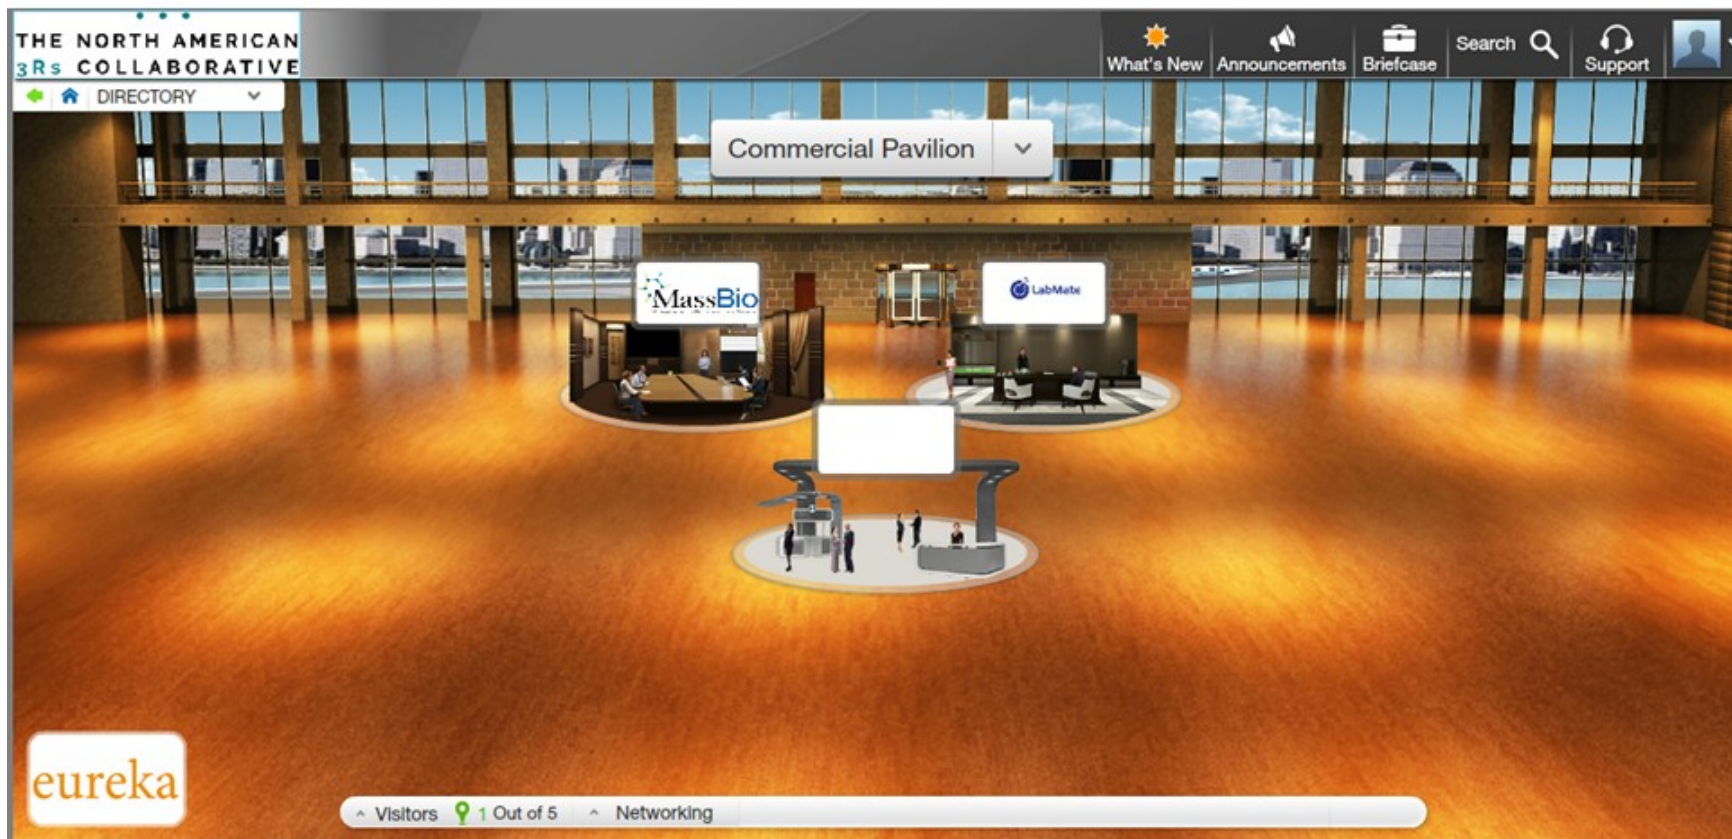 THE NORTH AMERICAN
3Rs COLLABORATIVE
What's New
Announcements
Briefcase
Search
Support
DIRECTORY
Commercial Pavilion
MassBio
LabMate
eureka
Visitors 1 Out of 5
Networking